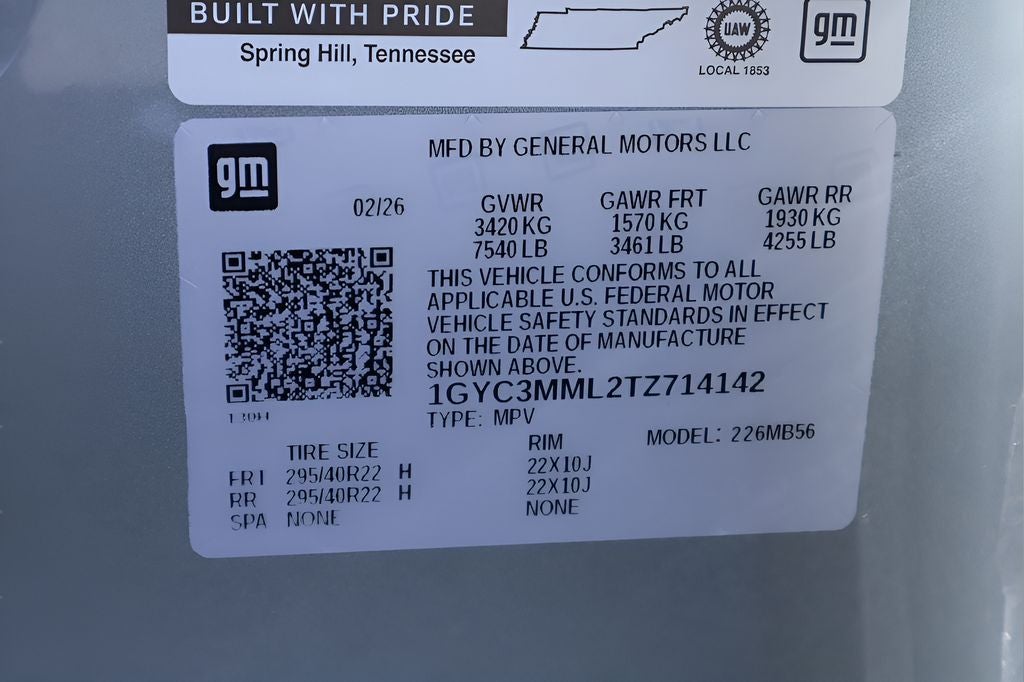 BUILT WITH PRIDE
Spring Hill, Tennessee
UAW
LOCAL 1853
gm
gm
MFD BY GENERAL MOTORS LLC
02/26
GVWR GAWR FRT GAWR RR
3420 KG 1570 KG 1930 KG
7540 LB 3461 LB 4255 LB
THIS VEHICLE CONFORMS TO ALL
APPLICABLE U.S. FEDERAL MOTOR
VEHICLE SAFETY STANDARDS IN EFFECT
ON THE DATE OF MANUFACTURE
SHOWN ABOVE.
1GYC3MML2TZ714142
TYPE: MPV
MODEL: 226MB56
TIRE SIZE RIM
FRT 295/40R22 H 22X10J
RR 295/40R22 H 22X10J
SPA NONE NONE